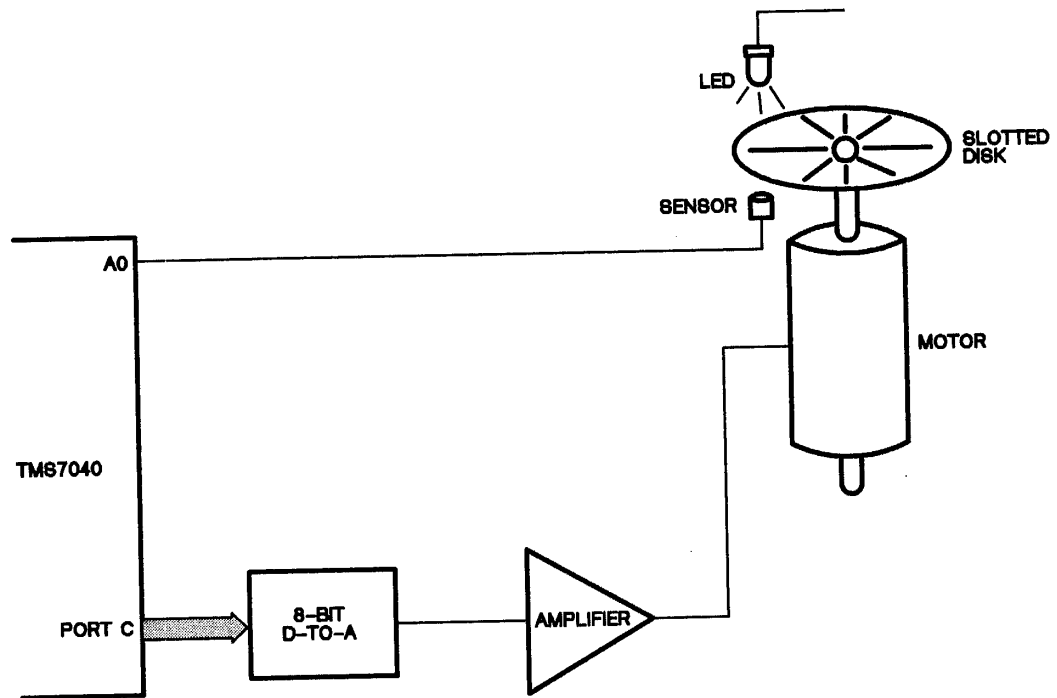 LED
SLOTTED
DISK
SENSOR
A0
MOTOR
TMS7040
PORT C
8-BIT
D-TO-A
AMPLIFIER